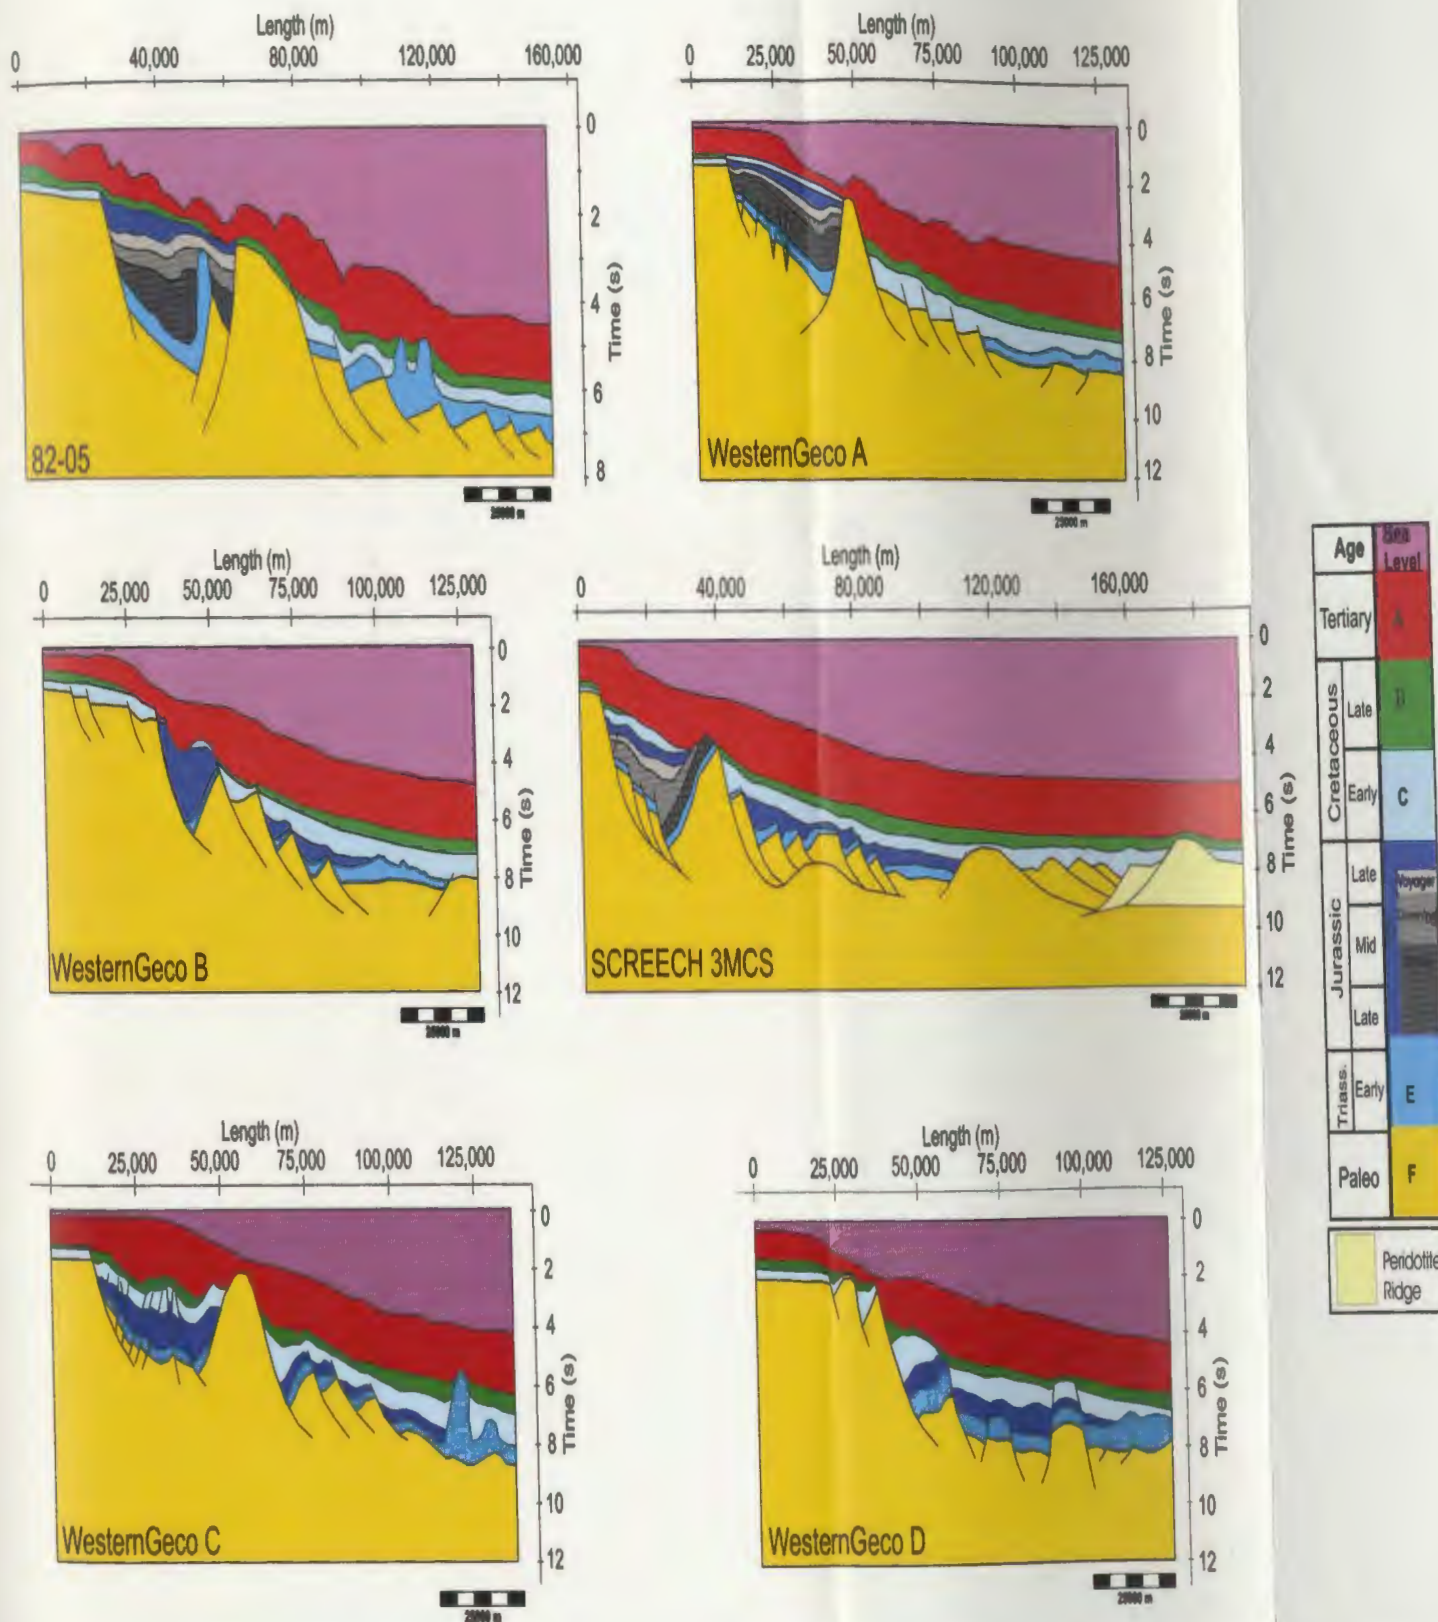 Length (m)
0 40,000 80,000 120,000 160,000
0
2
4
6
8
Time (s)
82-05
Length (m)
0 25,000 50,000 75,000 100,000 125,000
0
2
4
6
8
10
12
Time (s)
WesternGeco A
25000 m
Length (m)
0 25,000 50,000 75,000 100,000 125,000
0
2
4
6
8
10
12
Time (s)
WesternGeco B
25000 m
Length (m)
0 40,000 80,000 120,000 160,000
0
2
4
6
8
10
12
Time (s)
SCREECH 3MCS
Length (m)
0 25,000 50,000 75,000 100,000 125,000
0
2
4
6
8
10
12
Time (s)
WesternGeco C
25000 m
Length (m)
0 25,000 50,000 75,000 100,000 125,000
0
2
4
6
8
10
12
Time (s)
WesternGeco D
25000 m
Age Sea Level
Tertiary A
Cretaceous Late
Early C
Jurassic Late Voyager
Mid
Late
Triass. Early E
Paleo F
Peridotite
Ridge